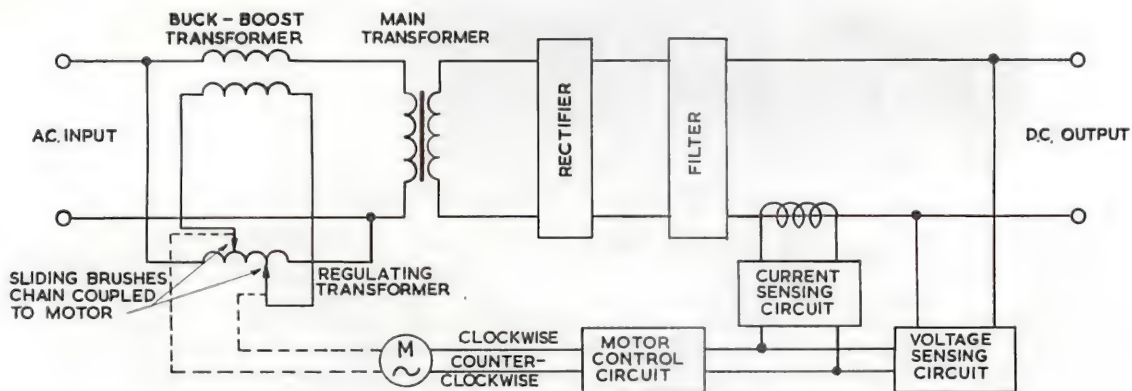 BUCK – BOOST
TRANSFORMER
MAIN
TRANSFORMER
A.C. INPUT
RECTIFIER
FILTER
D.C. OUTPUT
SLIDING BRUSHES
CHAIN COUPLED
TO MOTOR
REGULATING
TRANSFORMER
CURRENT
SENSING
CIRCUIT
M
CLOCKWISE
COUNTER-
CLOCKWISE
MOTOR
CONTROL
CIRCUIT
VOLTAGE
SENSING
CIRCUIT